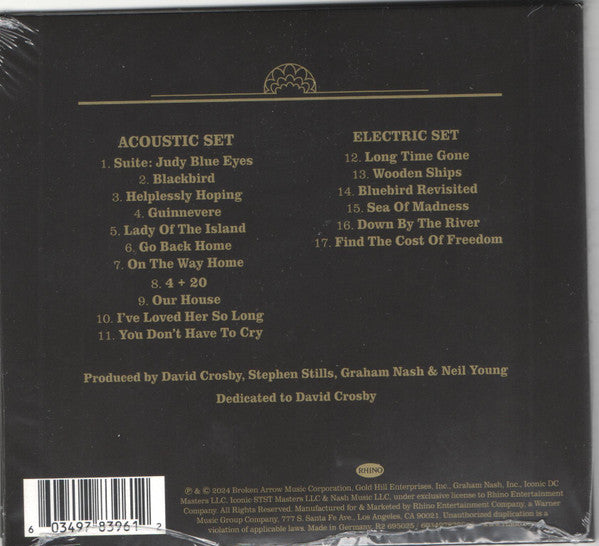 ACOUSTIC SET
1. Suite: Judy Blue Eyes
2. Blackbird
3. Helplessly Hoping
4. Guinnevere
5. Lady Of The Island
6. Go Back Home
7. On The Way Home
8. 4 + 20
9. Our House
10. I've Loved Her So Long
11. You Don't Have To Cry
ELECTRIC SET
12. Long Time Gone
13. Wooden Ships
14. Bluebird Revisited
15. Sea Of Madness
16. Down By The River
17. Find The Cost Of Freedom
Produced by David Crosby, Stephen Stills, Graham Nash & Neil Young
Dedicated to David Crosby
RHINO
℗ & © 2024 Broken Arrow Music Corporation, Gold Hill Enterprises, Inc., Graham Nash, Inc., Iconic DC
Masters LLC, Iconic STST Masters LLC & Nash Music LLC, under exclusive license to Rhino Entertainment
Company. All Rights Reserved. Manufactured for & Marketed by Rhino Entertainment Company, a Warner
Music Group Company, 777 S. Santa Fe Ave., Los Angeles, CA 90021. Unauthorized duplication is a
violation of applicable laws. Made in Germany. R2 695025 /
6 03497 83961 2